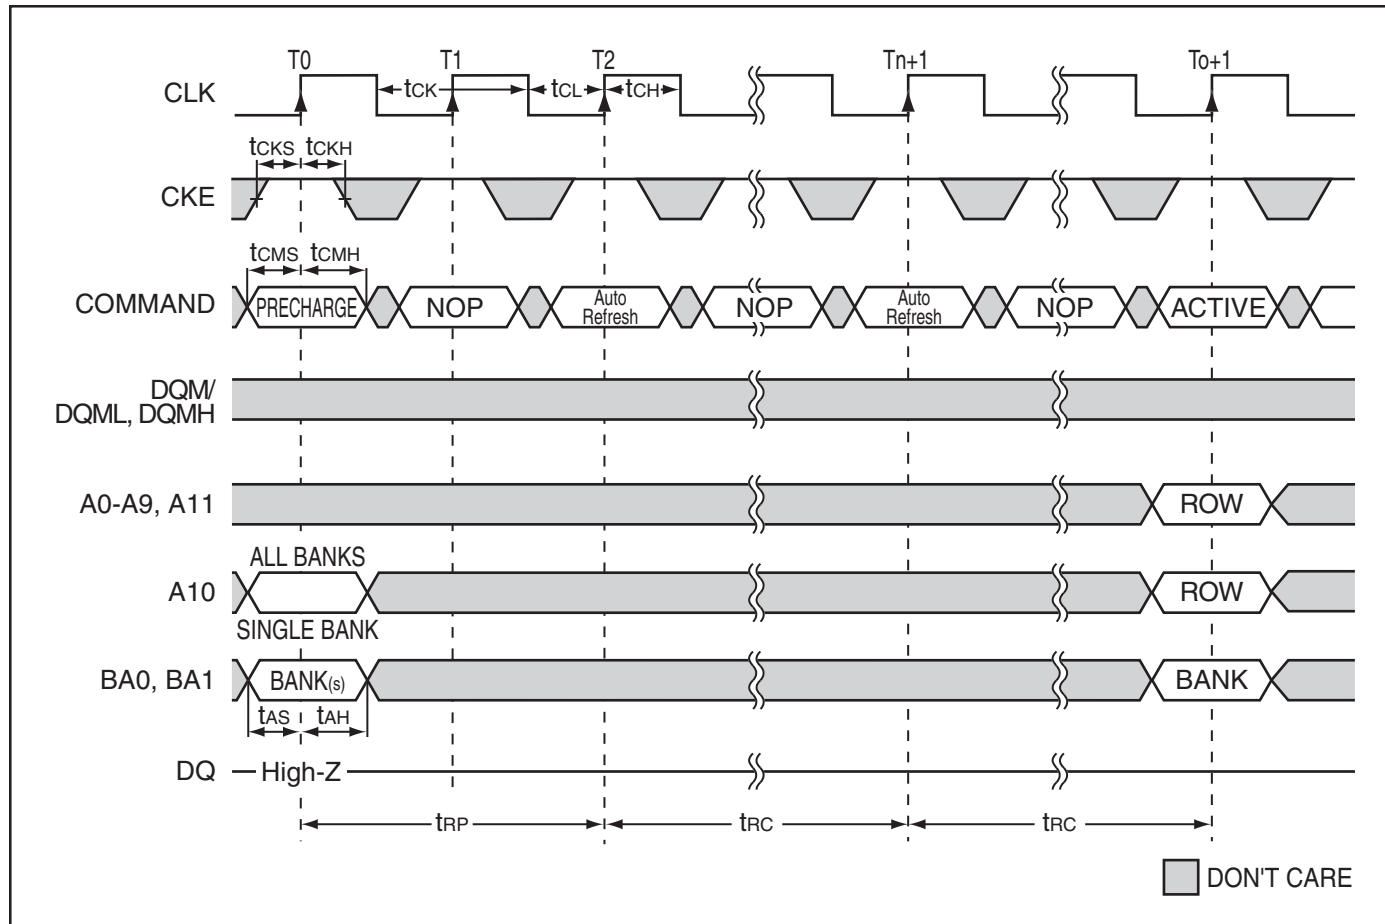 T0 T1 T2 Tn+1 To+1
CLK tCK tCL tCH
tCKS tCKH
CKE
tCMS tCMH
COMMAND PRECHARGE NOP Auto Refresh NOP Auto Refresh NOP ACTIVE
DQM/
DQML, DQMH
A0-A9, A11 ROW
ALL BANKS
A10 ROW
SINGLE BANK
BA0, BA1 BANK(s) BANK
tAS tAH
DQ High-Z
tRP tRC tRC
DON'T CARE